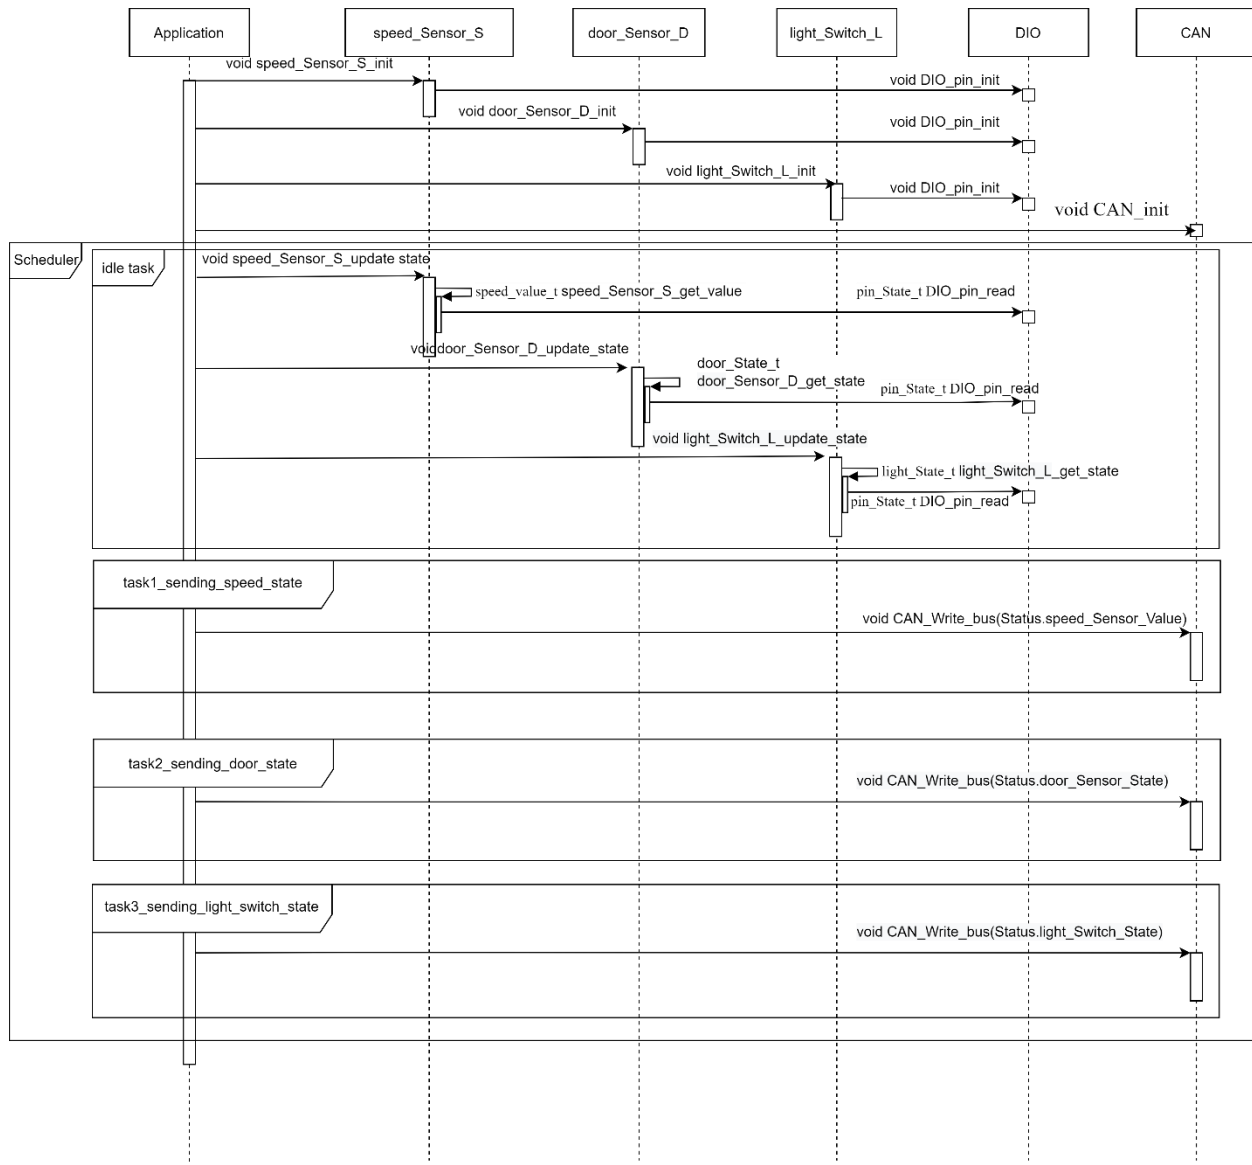 Application
speed_Sensor_S
door_Sensor_D
light_Switch_L
DIO
CAN
void speed_Sensor_S_init
void DIO_pin_init
void door_Sensor_D_init
void DIO_pin_init
void light_Switch_L_init
void DIO_pin_init
void CAN_init
Scheduler
idle task
void speed_Sensor_S_update state
speed_value_t speed_Sensor_S_get_value
pin_State_t DIO_pin_read
voiddoor_Sensor_D_update_state
door_State_t
door_Sensor_D_get_state
pin_State_t DIO_pin_read
void light_Switch_L_update_state
light_State_t light_Switch_L_get_state
pin_State_t DIO_pin_read
task1_sending_speed_state
void CAN_Write_bus(Status.speed_Sensor_Value)
task2_sending_door_state
void CAN_Write_bus(Status.door_Sensor_State)
task3_sending_light_switch_state
void CAN_Write_bus(Status.light_Switch_State)